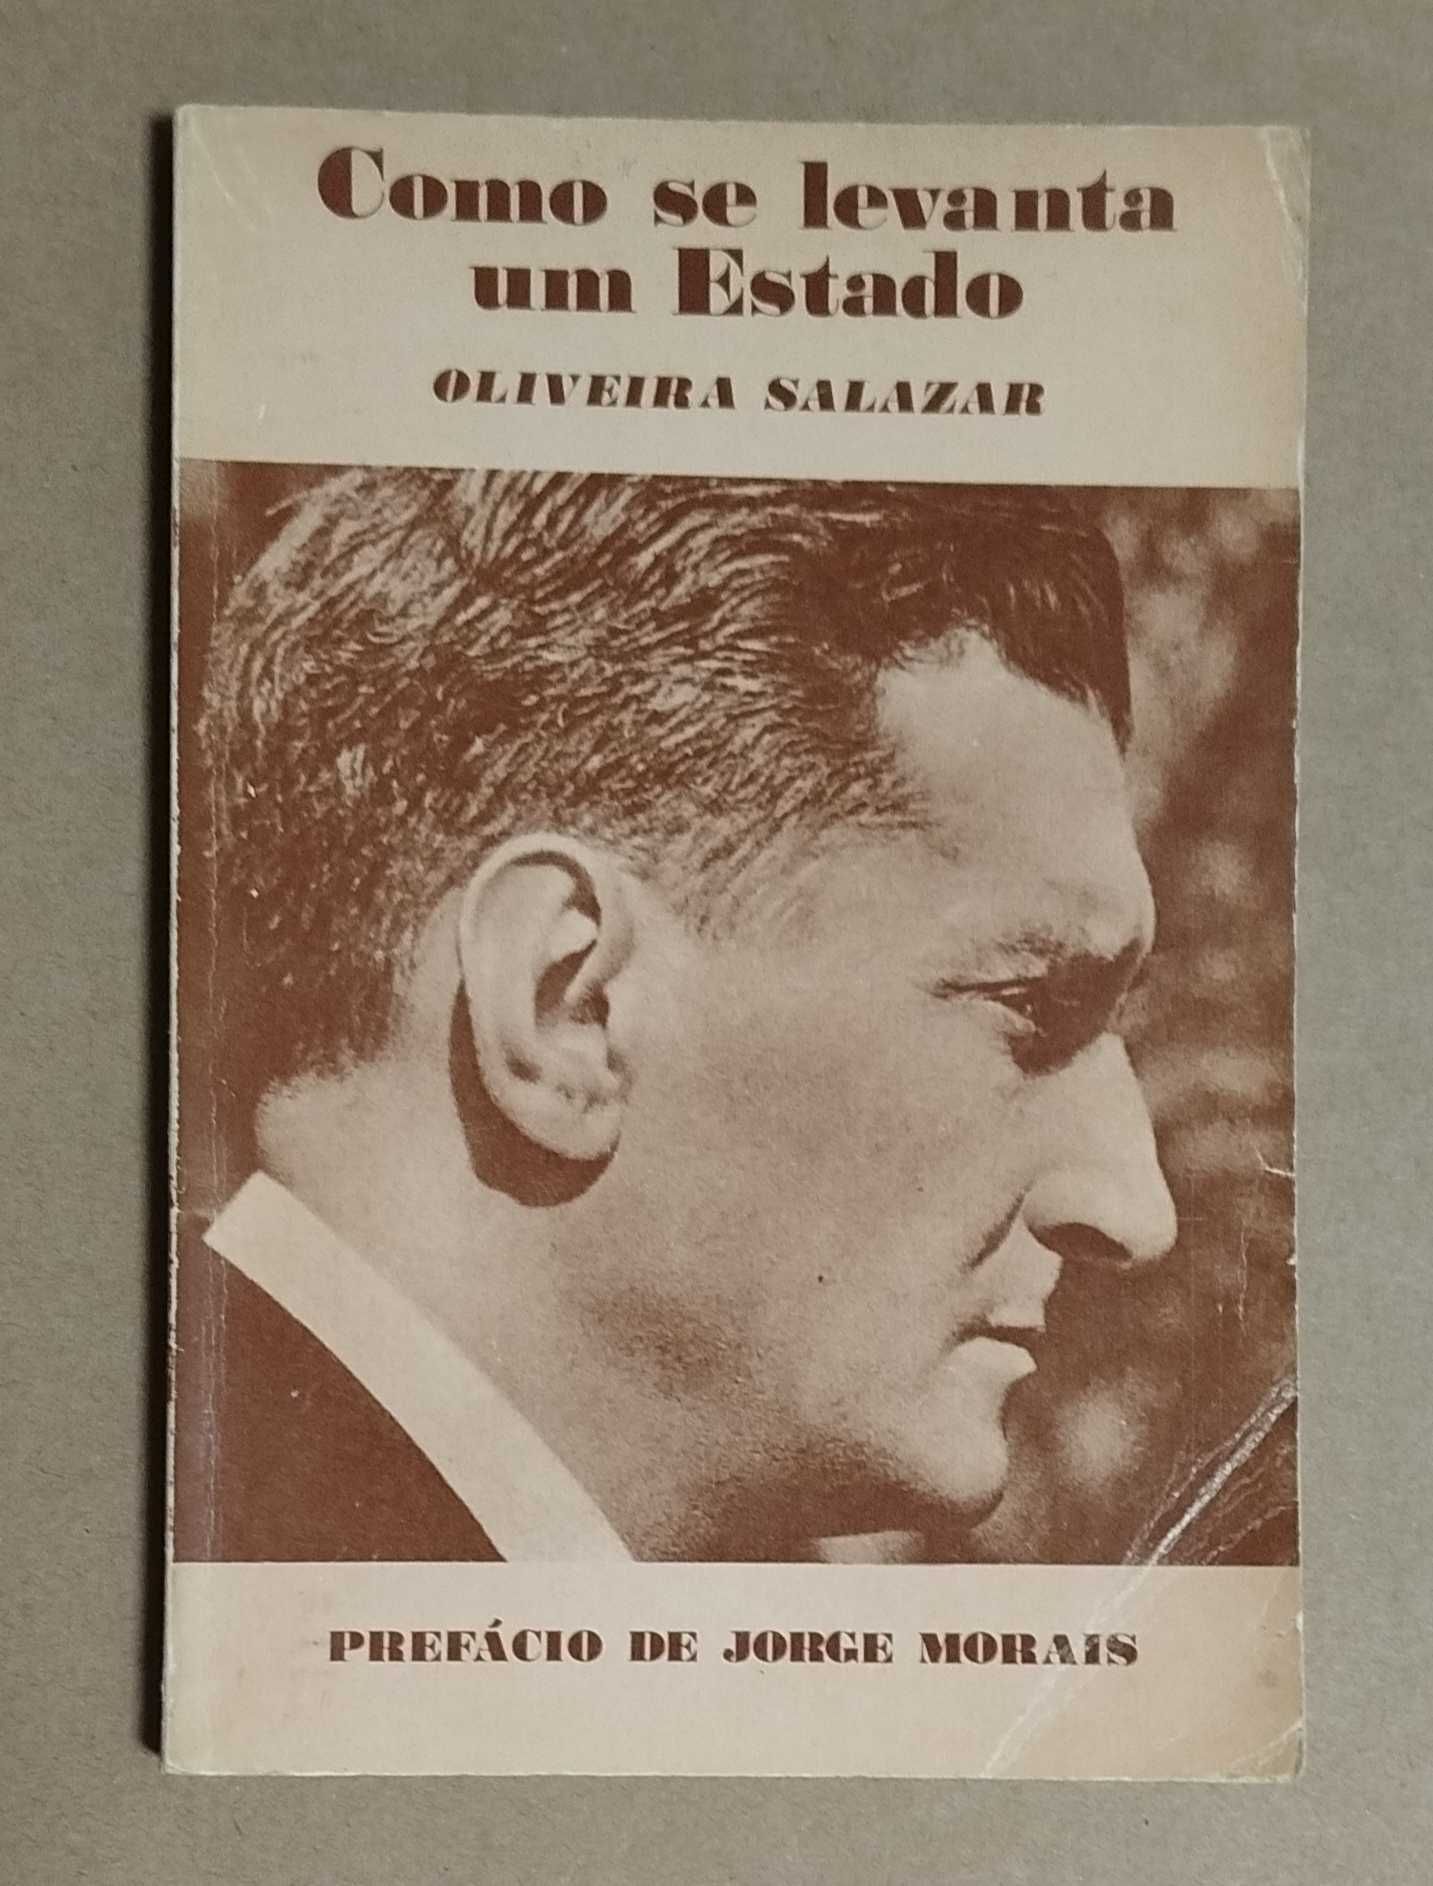 Como se levanta
um Estado
OLIVEIRA SALAZAR
PREFÁCIO DE JORGE MORAIS